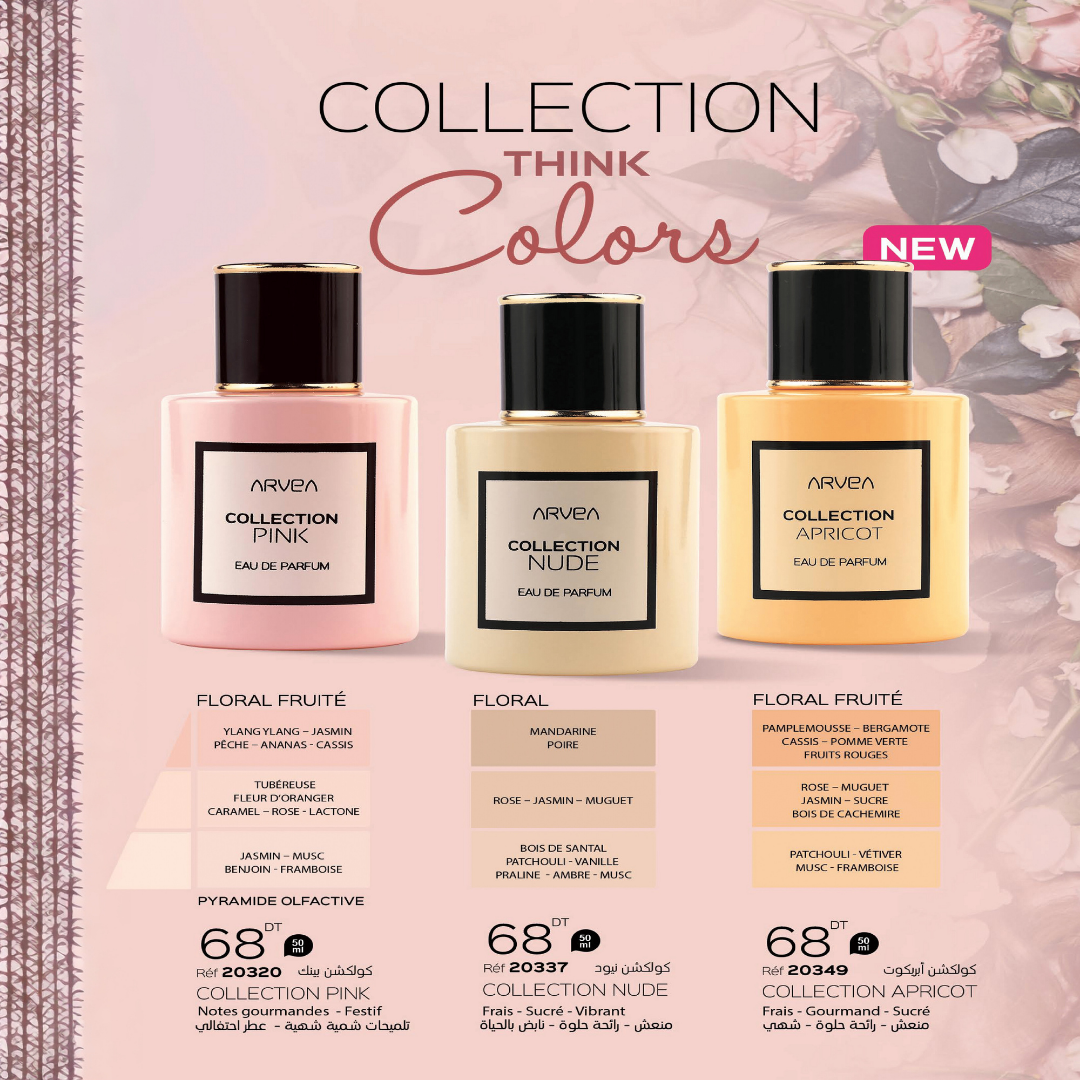 COLLECTION
THINK
Colors
NEW
ARVEA
COLLECTION
PINK
EAU DE PARFUM
ARVEA
COLLECTION
NUDE
EAU DE PARFUM
ARVEA
COLLECTION
APRICOT
EAU DE PARFUM
FLORAL FRUITÉ
YLANG YLANG – JASMIN
PÊCHE – ANANAS - CASSIS
TUBÉREUSE
FLEUR D'ORANGER
CARAMEL – ROSE - LACTONE
JASMIN – MUSC
BENJOIN - FRAMBOISE
PYRAMIDE OLFACTIVE
68 DT
50 ml
Réf 20320 كولكشن بينك
COLLECTION PINK
Notes gourmandes - Festif
تلميحات شمية شهية - عطر احتفالي
FLORAL
MANDARINE
POIRE
ROSE – JASMIN – MUGUET
BOIS DE SANTAL
PATCHOULI - VANILLE
PRALINE - AMBRE - MUSC
68 DT
50 ml
Réf 20337 كولكشن نيود
COLLECTION NUDE
Frais - Sucré - Vibrant
منعش - رائحة حلوة - نابض بالحياة
FLORAL FRUITÉ
PAMPLEMOUSSE – BERGAMOTE
CASSIS – POMME VERTE
FRUITS ROUGES
ROSE – MUGUET
JASMIN – SUCRE
BOIS DE CACHEMIRE
PATCHOULI - VÉTIVER
MUSC - FRAMBOISE
68 DT
50 ml
Réf 20349 كولكشن أبريكوت
COLLECTION APRICOT
Frais - Gourmand - Sucré
منعش - رائحة حلوة - شهي